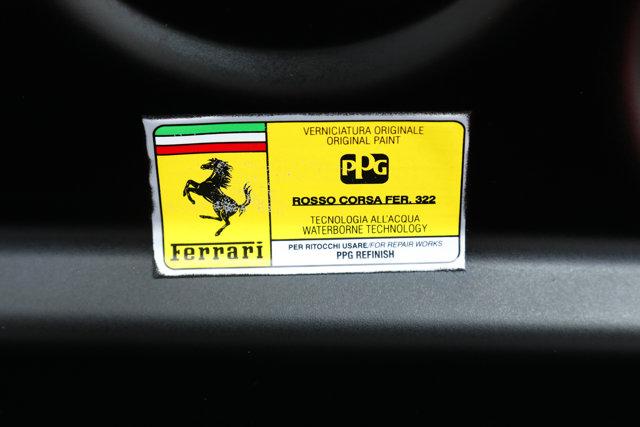 Ferrari
VERNICIATURA ORIGINALE
ORIGINAL PAINT
PPG
ROSSO CORSA FER. 322
TECNOLOGIA ALL'ACQUA
WATERBORNE TECHNOLOGY
PER RITOCCHI USARE/FOR REPAIR WORKS
PPG REFINISH